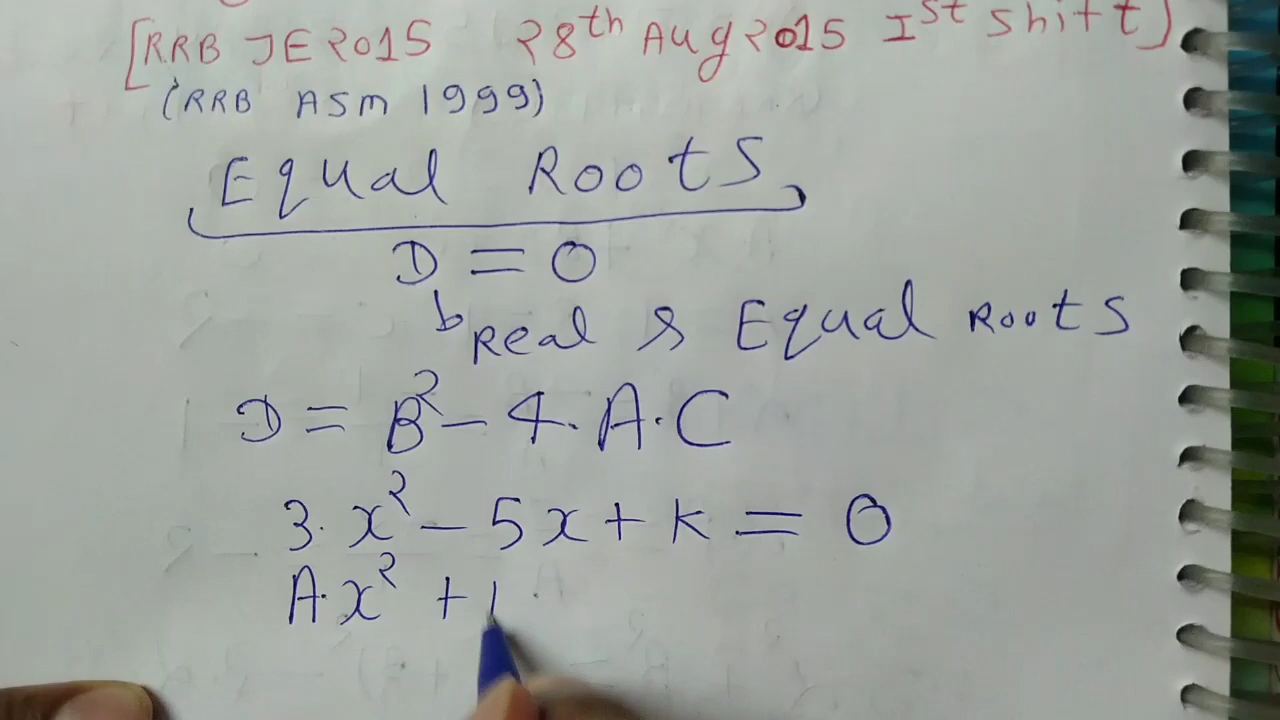 [RRB JE 2015 28th Aug 2015 Ist Shift]
(RRB ASM 1999)
Equal Roots
D = 0
Real & Equal Roots
D = B² - 4.A.C
3.x² - 5x + k = 0
A.x² +